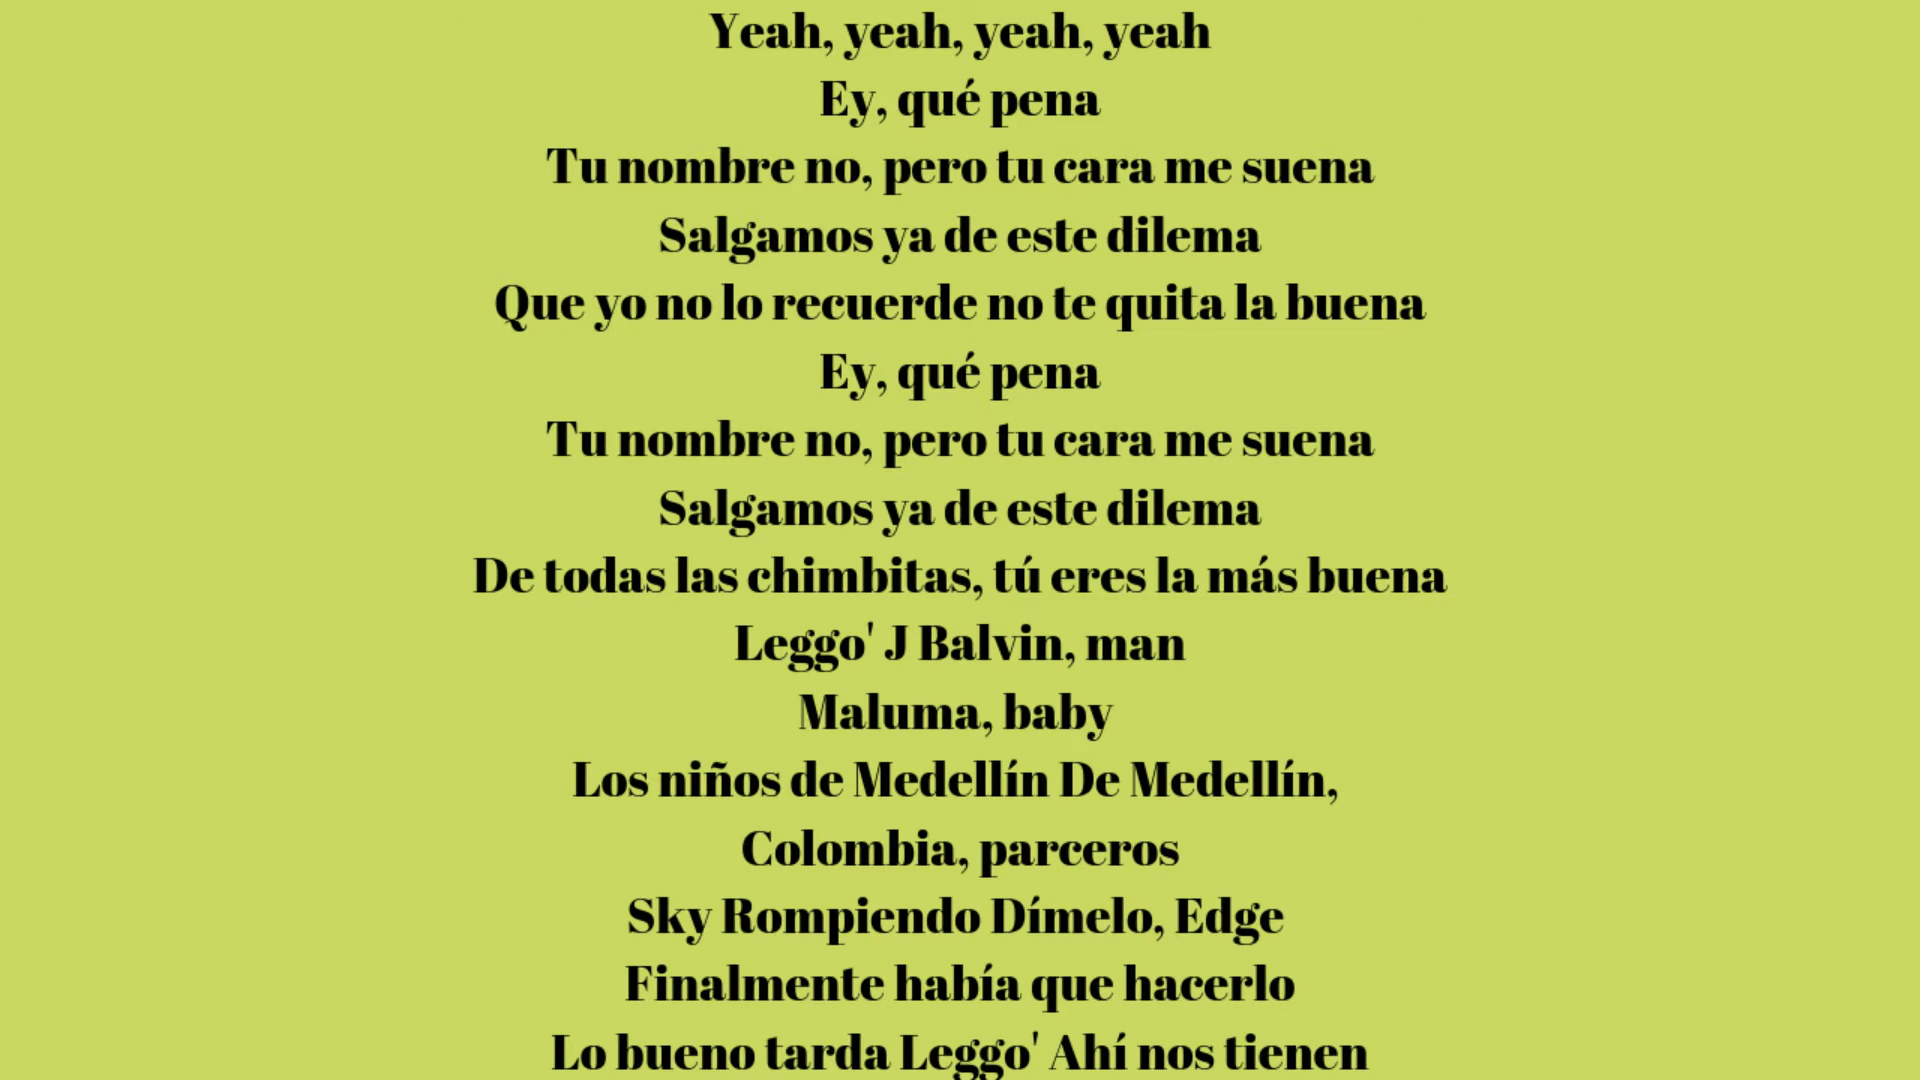 Yeah, yeah, yeah, yeah
Ey, qué pena
Tu nombre no, pero tu cara me suena
Salgamos ya de este dilema
Que yo no lo recuerde no te quita la buena
Ey, qué pena
Tu nombre no, pero tu cara me suena
Salgamos ya de este dilema
De todas las chimbitas, tú eres la más buena
Leggo' J Balvin, man
Maluma, baby
Los niños de Medellín De Medellín,
Colombia, parceros
Sky Rompiendo Dímelo, Edge
Finalmente había que hacerlo
Lo bueno tarda Leggo' Ahí nos tienen